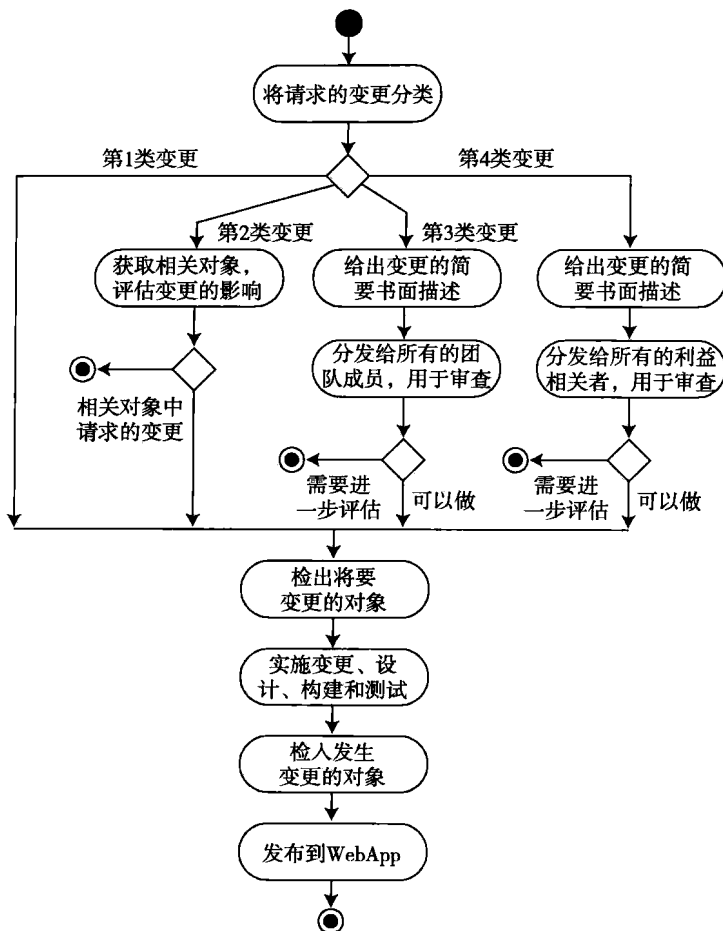 将请求的变更分类
第1类变更
第4类变更
第2类变更
第3类变更
获取相关对象，
评估变更的影响
给出变更的简
要书面描述
给出变更的简
要书面描述
分发给所有的团
队成员，用于审查
分发给所有的利益
相关者，用于审查
相关对象中
请求的变更
需要进
一步评估
可以做
需要进
一步评估
可以做
检出将要
变更的对象
实施变更、设
计、构建和测试
检入发生
变更的对象
发布到WebApp